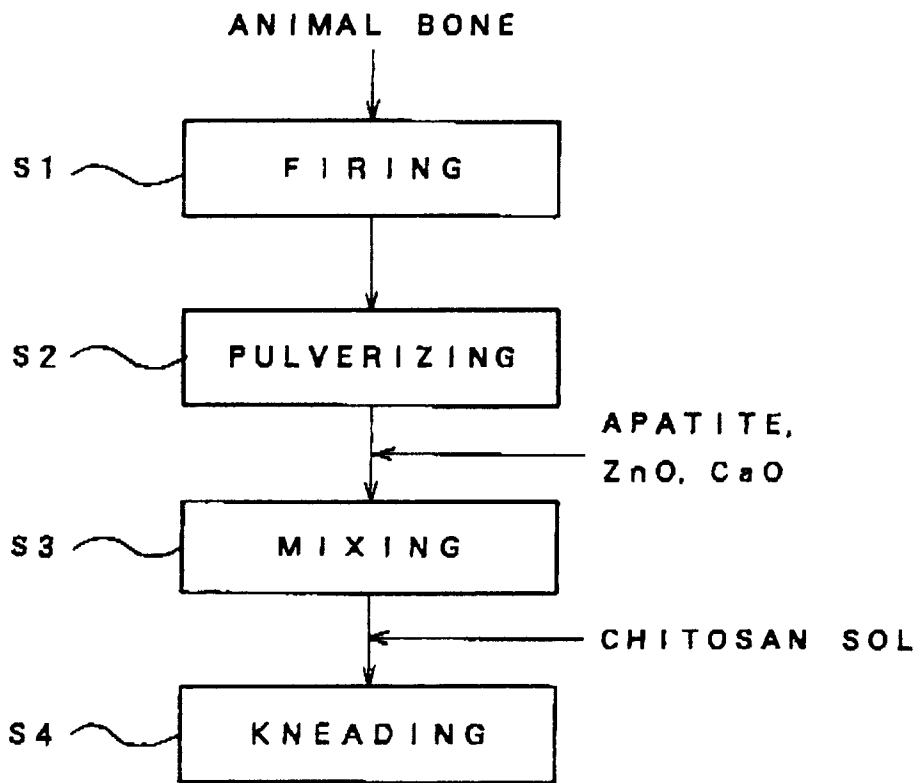 ANIMAL BONE
S1
FIRING
S2
PULVERIZING
APATITE,
ZnO, CaO
S3
MIXING
CHITOSAN SOL
S4
KNEADING